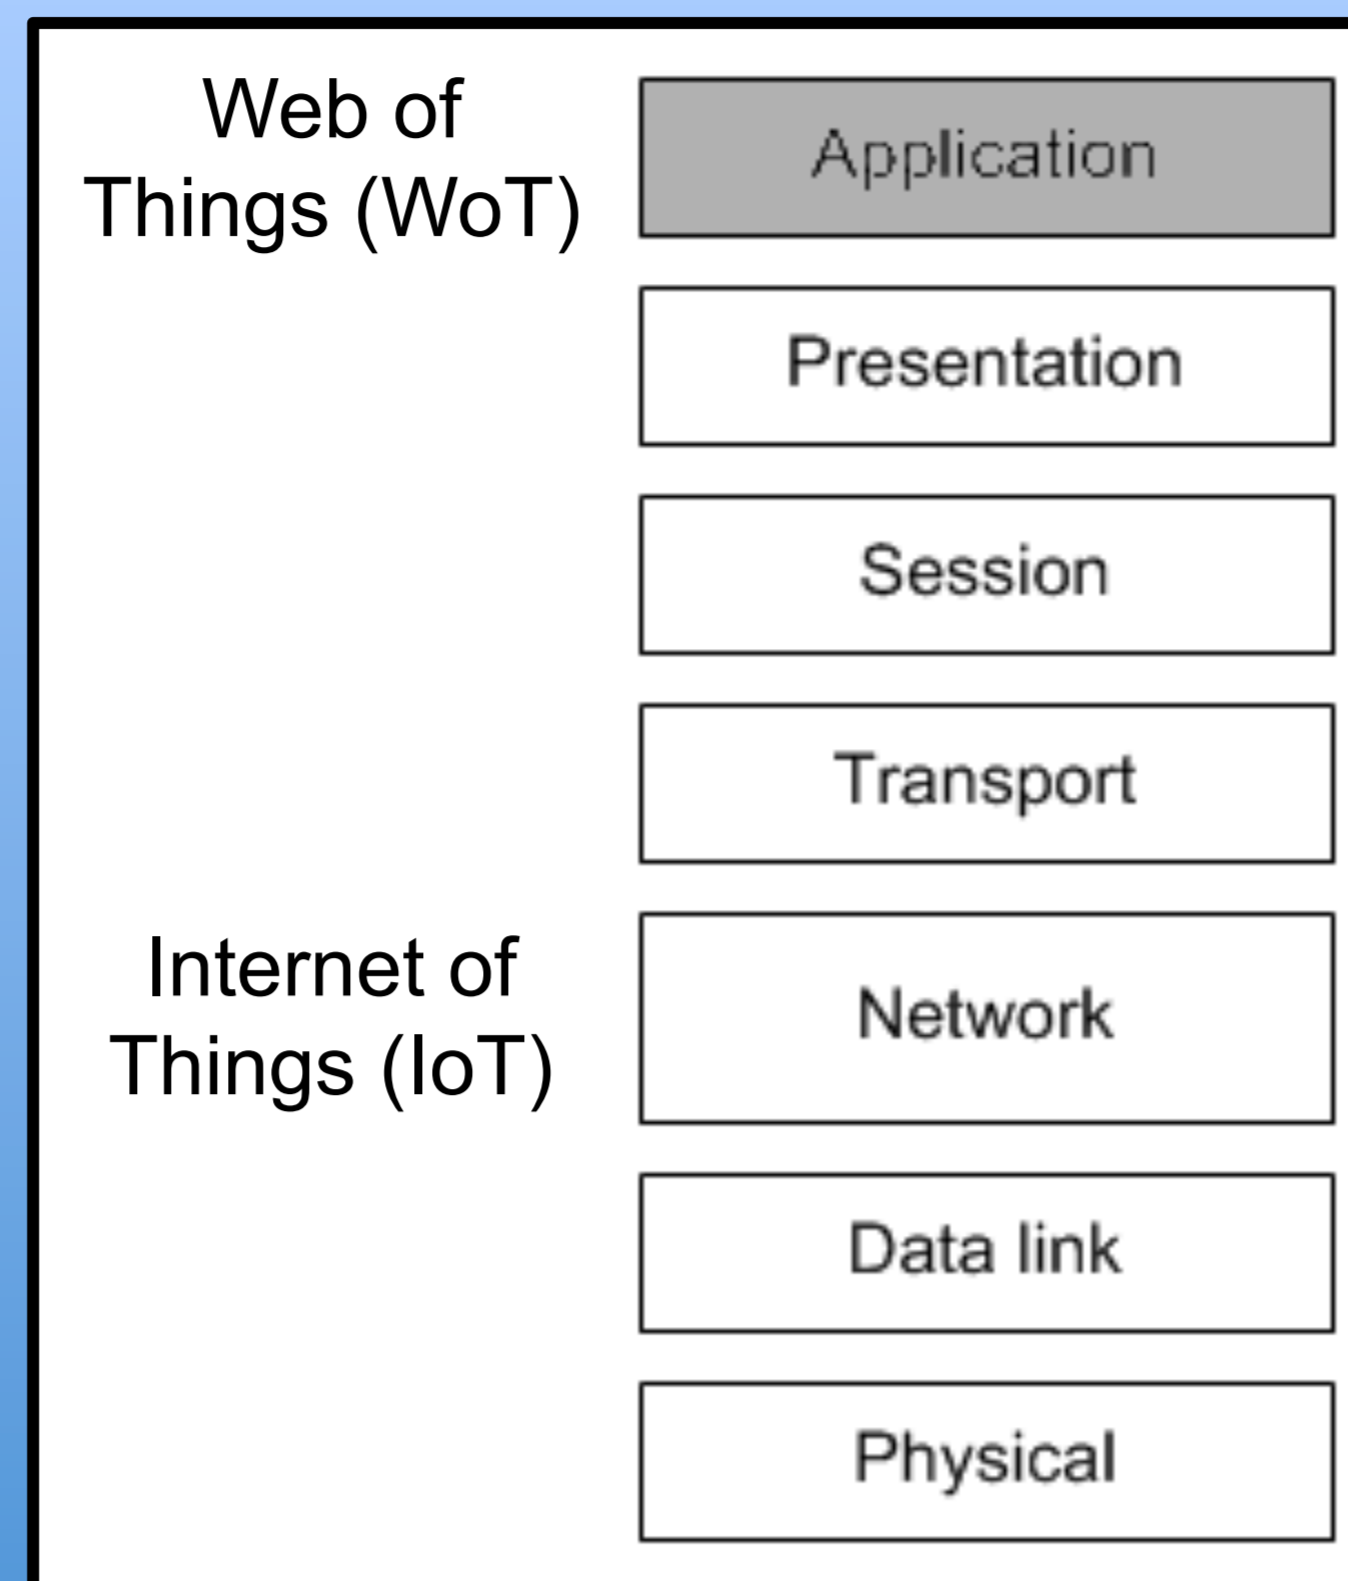 Web of
Things (WoT)
Application
Presentation
Session
Transport
Internet of
Things (IoT)
Network
Data link
Physical